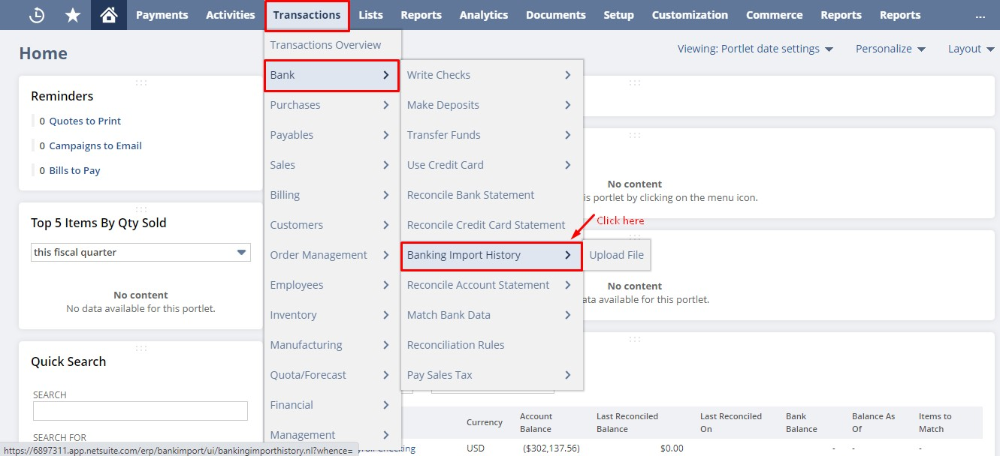 Payments Activities Transactions Lists Reports Analytics Documents Setup Customization Commerce Reports Reports ...
Home
Viewing: Portlet date settings Personalize Layout
Reminders
0 Quotes to Print
0 Campaigns to Email
0 Bills to Pay
Top 5 Items By Qty Sold
this fiscal quarter
No content
No data available for this portlet.
Quick Search
SEARCH
SEARCH FOR
Transactions Overview
Bank
Purchases
Payables
Sales
Billing
Customers
Order Management
Employees
Inventory
Manufacturing
Quota/Forecast
Financial
Management
Write Checks
Make Deposits
Transfer Funds
Use Credit Card
Reconcile Bank Statement
Reconcile Credit Card Statement
Banking Import History
Reconcile Account Statement
Match Bank Data
Reconciliation Rules
Pay Sales Tax
Upload File
Click here
No content
is portlet by clicking on the menu icon.
No content
ata available for this portlet.
Currency Account Balance Last Reconciled Balance Last Reconciled On Bank Balance Balance As Of Items to Match
Checking USD ($302,137.56) $0.00 - - -
https://6897311.app.netsuite.com/erp/bankimport/ui/bankingimporthistory.nl?whence=